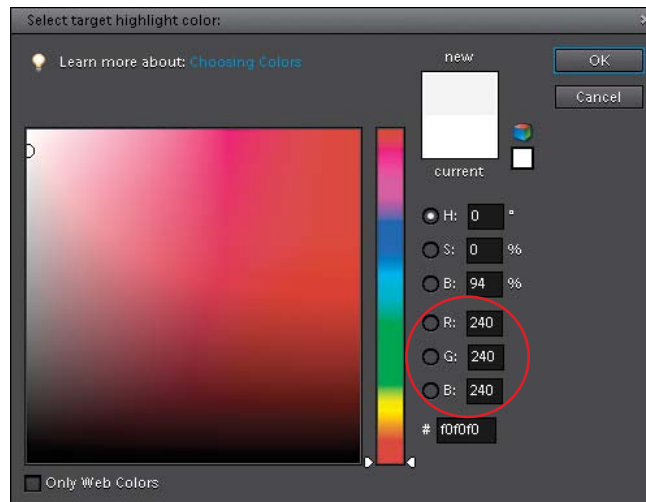 Select target highlight color:
Learn more about: Choosing Colors
new
OK
Cancel
current
H: 0 °
S: 0 %
B: 94 %
R: 240
G: 240
B: 240
# f0f0f0
Only Web Colors